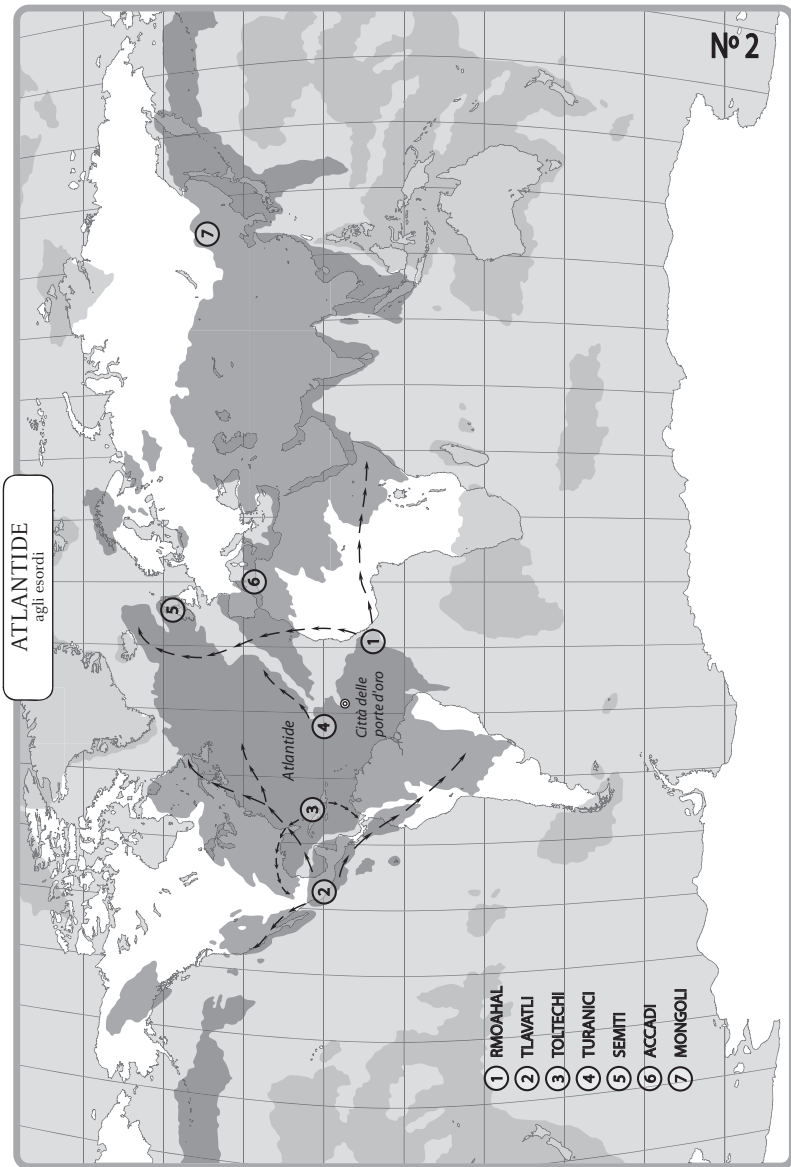 ATLANTIDE
agli esordi
Nº 2
Atlantide
Città delle
porte d'oro
1
2
3
4
5
6
7
1 RMOAHAL
2 TLAVATLI
3 TOLTECHI
4 TURANICI
5 SEMITI
6 ACCADI
7 MONGOLI